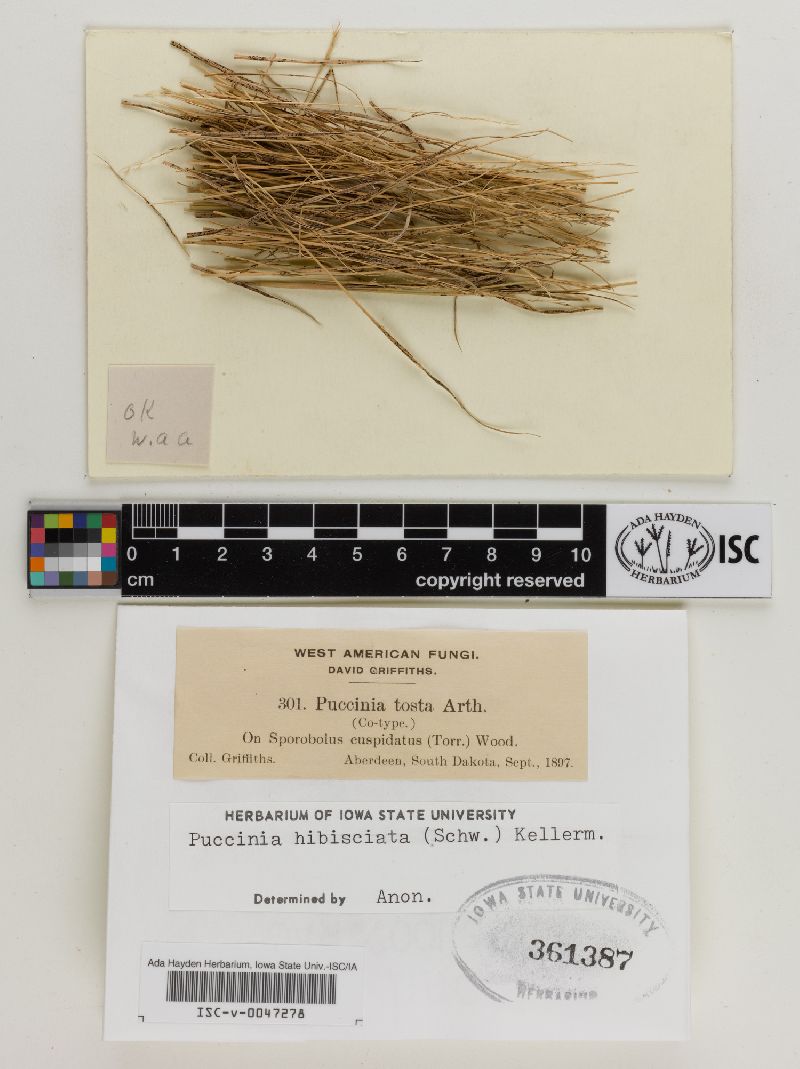 OK
W.a a
0 1 2 3 4 5 6 7 8 9 10
cm copyright reserved
ADA HAYDEN
HERBARIUM
ISC
WEST AMERICAN FUNGI.
DAVID GRIFFITHS.
301. Puccinia tosta Arth.
(Co-type.)
On Sporobolus cuspidatus (Torr.) Wood.
Coll. Griffiths. Aberdeen, South Dakota, Sept., 1897.
HERBARIUM OF IOWA STATE UNIVERSITY
Puccinia hibisciata (Schw.) Kellerm.
Determined by Anon.
IOWA STATE UNIVERSITY
361387
HERBARIUM
Ada Hayden Herbarium, Iowa State Univ.-ISC/IA
ISC-v-0047278